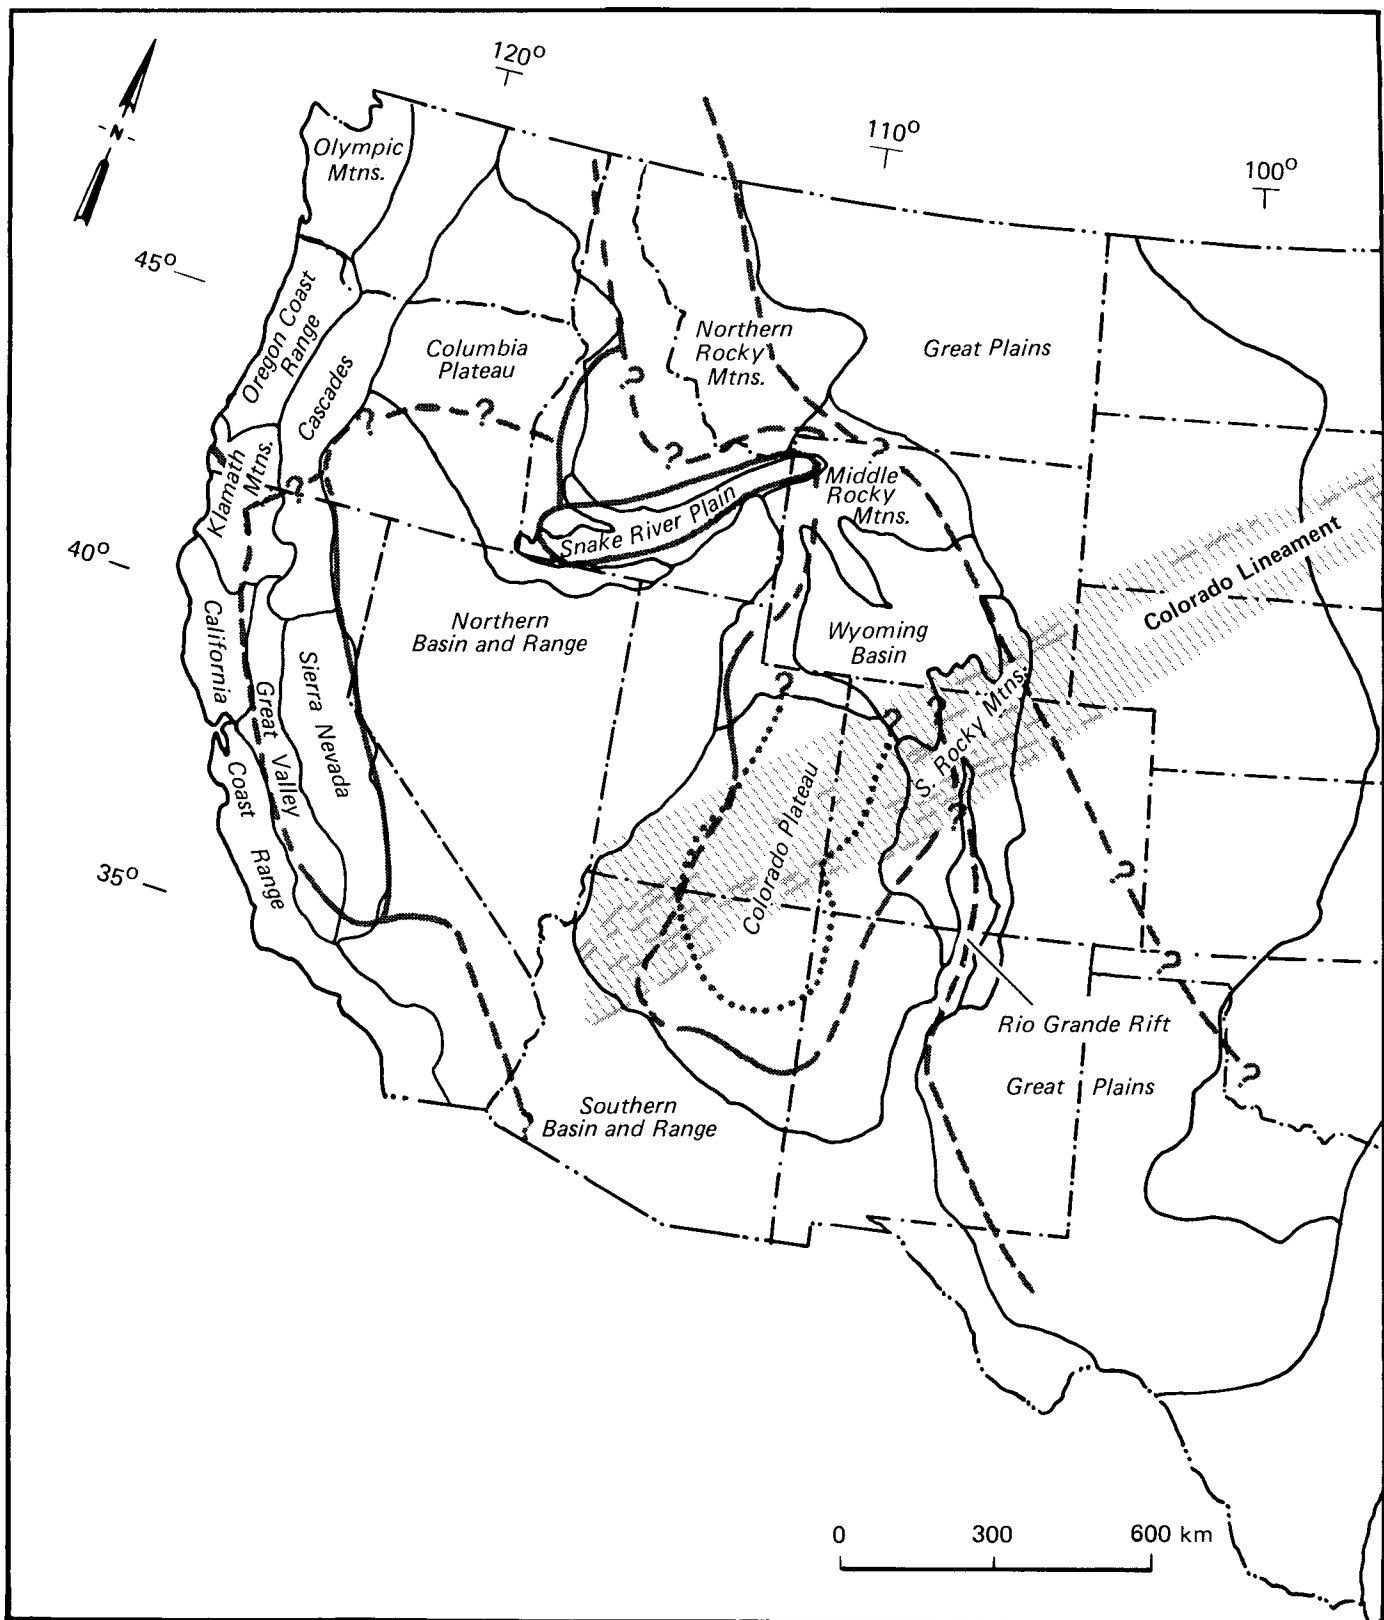 120°
110°
100°
N
Olympic
Mtns.
45°
Oregon Coast
Range
Cascades
Columbia
Plateau
Northern
Rocky
Mtns.
Great Plains
?
?
?
?
?
?
Klamath
Mtns.
?
Middle
Rocky
Mtns.
Snake River Plain
40°
Colorado Lineament
California
Northern
Basin and Range
Wyoming
Basin
Great
Valley
Sierra Nevada
?
?
?
S. Rocky Mtns.
Coast
Range
Colorado Plateau
?
35°
?
?
Rio Grande Rift
?
Great Plains
Southern
Basin and Range
0 300 600 km